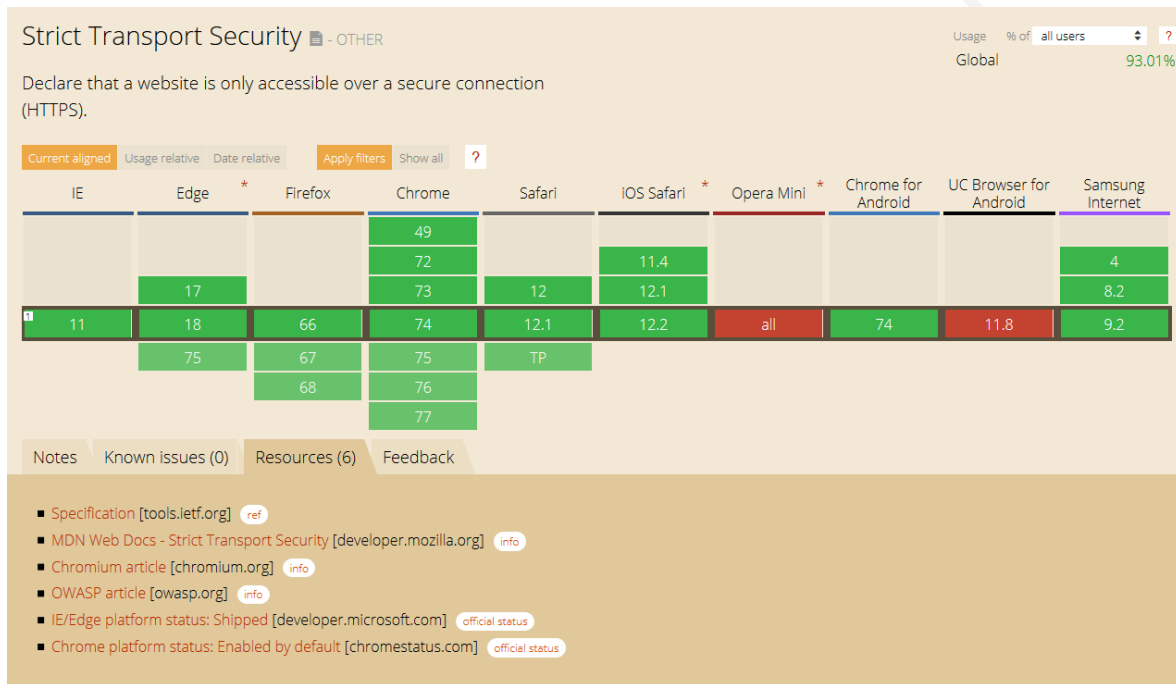 Strict Transport Security - OTHER
Usage % of all users ?
Global 93.01%
Declare that a website is only accessible over a secure connection
(HTTPS).
Current aligned Usage relative Date relative Apply filters Show all ?
IE Edge * Firefox Chrome Safari iOS Safari * Opera Mini * Chrome for Android UC Browser for Android Samsung Internet
49
72 11.4 4
17 73 12 12.1 8.2
1 11 18 66 74 12.1 12.2 all 74 11.8 9.2
75 67 75 TP
68 76
77
Notes Known issues (0) Resources (6) Feedback
Specification [tools.ietf.org] ref
MDN Web Docs - Strict Transport Security [developer.mozilla.org] info
Chromium article [chromium.org] info
OWASP article [owasp.org] info
IE/Edge platform status: Shipped [developer.microsoft.com] official status
Chrome platform status: Enabled by default [chromestatus.com] official status